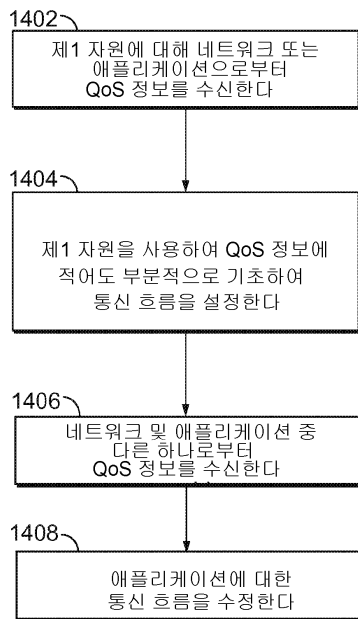 1402
제1 자원에 대해 네트워크 또는
애플리케이션으로부터
QoS 정보를 수신한다
1404
제1 자원을 사용하여 QoS 정보에
적어도 부분적으로 기초하여
통신 흐름을 설정한다
1406
네트워크 및 애플리케이션 중
다른 하나로부터
QoS 정보를 수신한다
1408
애플리케이션에 대한
통신 흐름을 수정한다